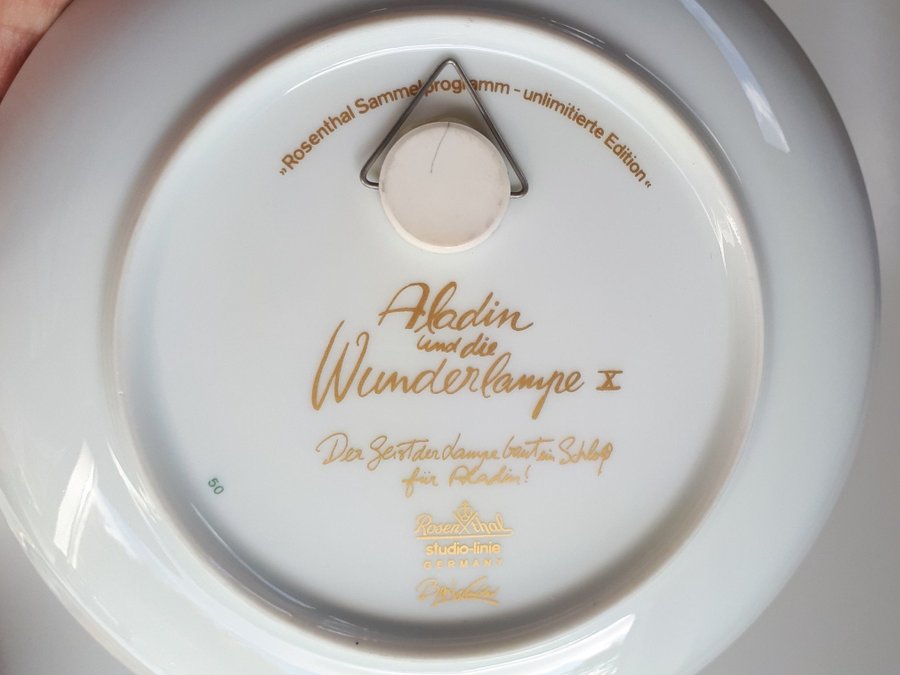 „Rosenthal Sammelprogramm - unlimitierte Edition“
Aladin
und die
Wunderlampe X
Der Geist der Lampe baut ein Schloß
für Aladin!
50
Rosenthal
studio-linie
GERMANY